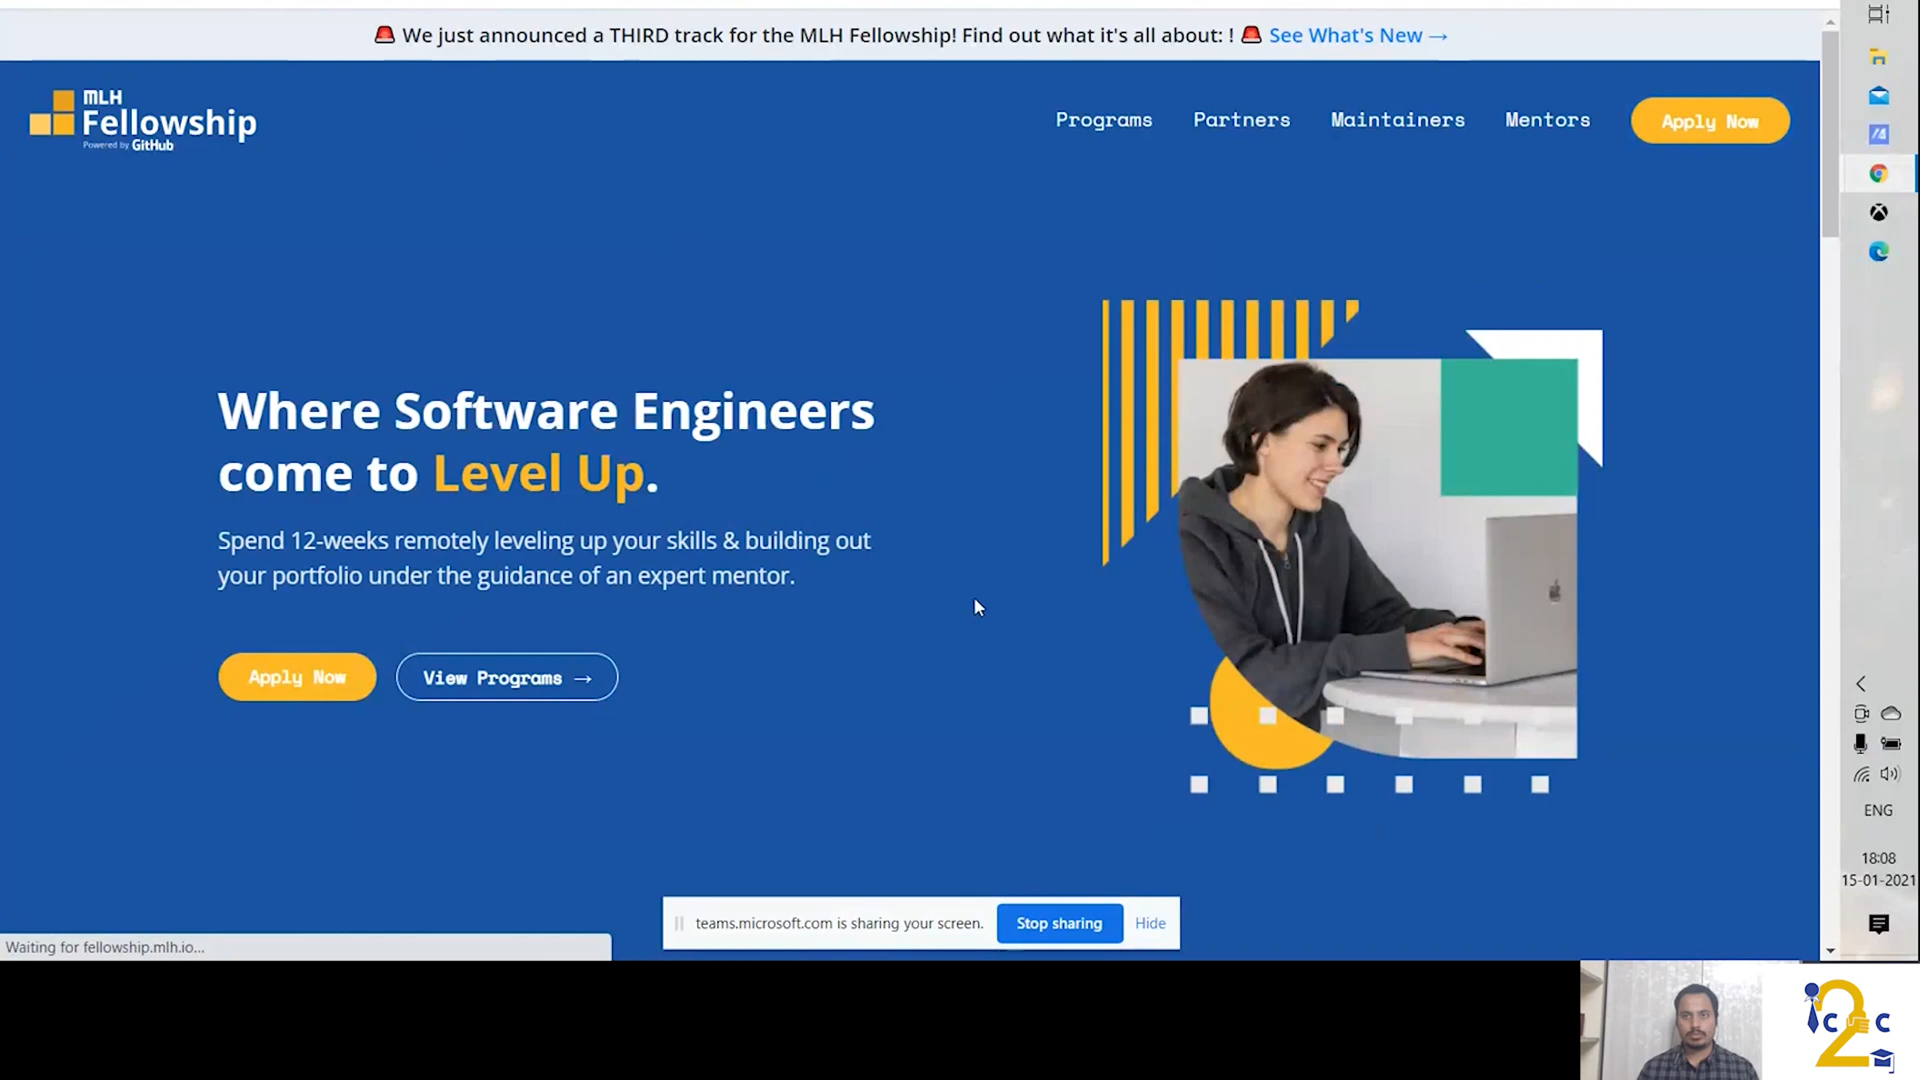 🚨 We just announced a THIRD track for the MLH Fellowship! Find out what it's all about: ! 🚨 See What's New →
MLH
Fellowship
Powered by GitHub
Programs
Partners
Maintainers
Mentors
Apply Now
Where Software Engineers
come to Level Up.
Spend 12-weeks remotely leveling up your skills & building out
your portfolio under the guidance of an expert mentor.
Apply Now
View Programs →
ENG
18:08
15-01-2021
teams.microsoft.com is sharing your screen.
Stop sharing
Hide
Waiting for fellowship.mlh.io...
ic2c